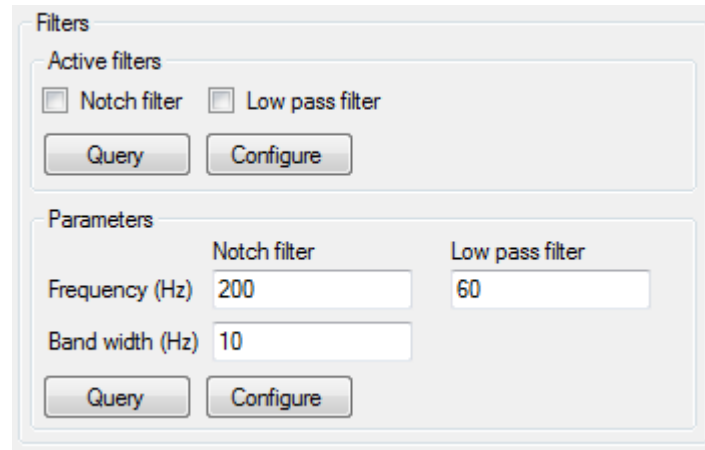 Filters
Active filters
Notch filter Low pass filter
Query Configure
Parameters
Notch filter Low pass filter
Frequency (Hz) 200 60
Band width (Hz) 10
Query Configure